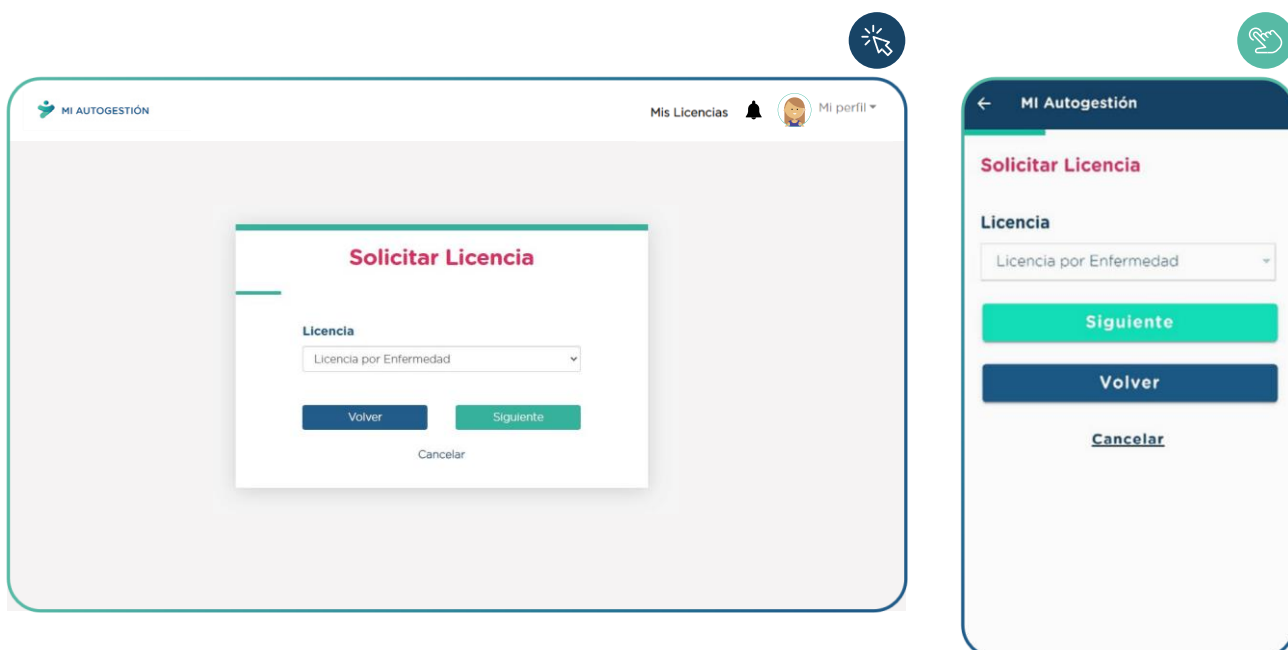 MI AUTOGESTIÓN
Mis Licencias
Mi perfil
Solicitar Licencia
Licencia
Licencia por Enfermedad
Volver
Siguiente
Cancelar
MI Autogestión
Solicitar Licencia
Licencia
Licencia por Enfermedad
Siguiente
Volver
Cancelar